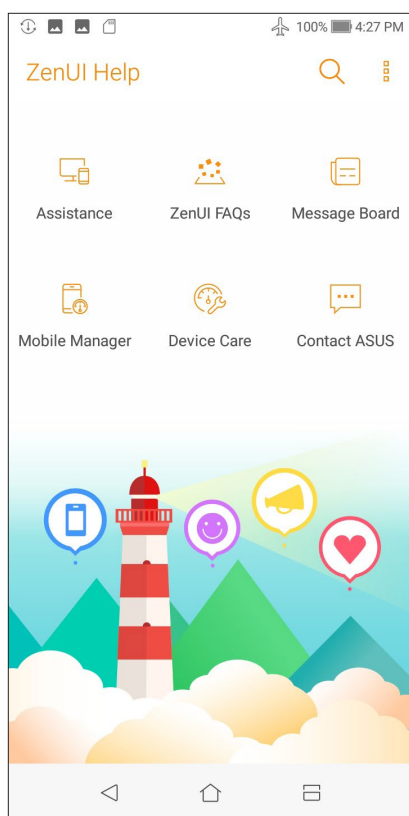 100% 4:27 PM
ZenUI Help
Assistance ZenUI FAQs Message Board
Mobile Manager Device Care Contact ASUS